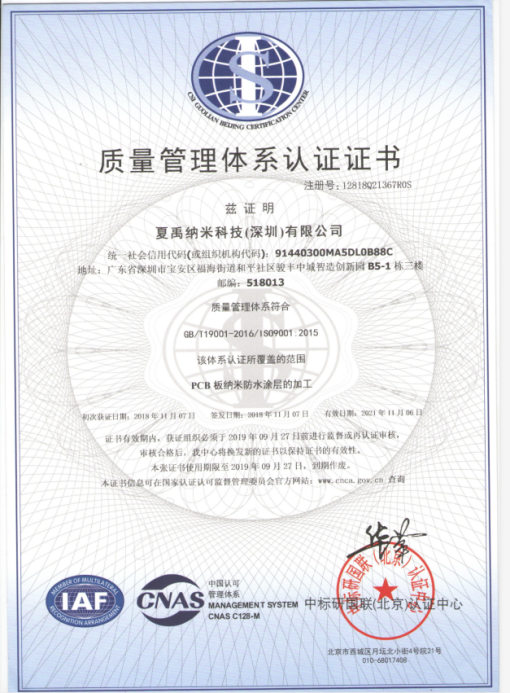 CSI GUOLIAN BEIJING CERTIFICATION CENTER
质量管理体系认证证书
注册号:12818Q21367R0S
兹 证 明
夏禹纳米科技(深圳)有限公司
统一社会信用代码(或组织机构代码): 91440300MA5DL0B88C
地址:广东省深圳市宝安区福海街道和平社区骏丰中城智造创新园 B5-1 栋三楼
邮编:518013
质量管理体系符合
GB/T19001-2016/ISO9001:2015
该体系认证所覆盖的范围
PCB 板纳米防水涂层的加工
初次获证日期:2018 年 11 月 07 日 签发日期:2018 年 11 月 07 日 有效日期:2021 年 11 月 06 日
证书有效期内,获证组织必须于 2019 年 09 月 27 日前进行监督或再认证审核,
审核合格后,我中心将换发新的证书以保持证书的有效性。
本张证书使用期限至 2019 年 09 月 27 日,到期作废。
本证书信息可在国家认证认可监督管理委员会官方网站:www.cnca.gov.cn 查询
MEMBER OF MULTILATERAL
IAF
RECOGNITION ARRANGEMENT
CNAS
中国认可
管理体系
MANAGEMENT SYSTEM
CNAS C128-M
中标研国联(北京)认证中心
中标研国联(北京)认证中心
北京市西城区月坛北小街4号院21号
010-68017408